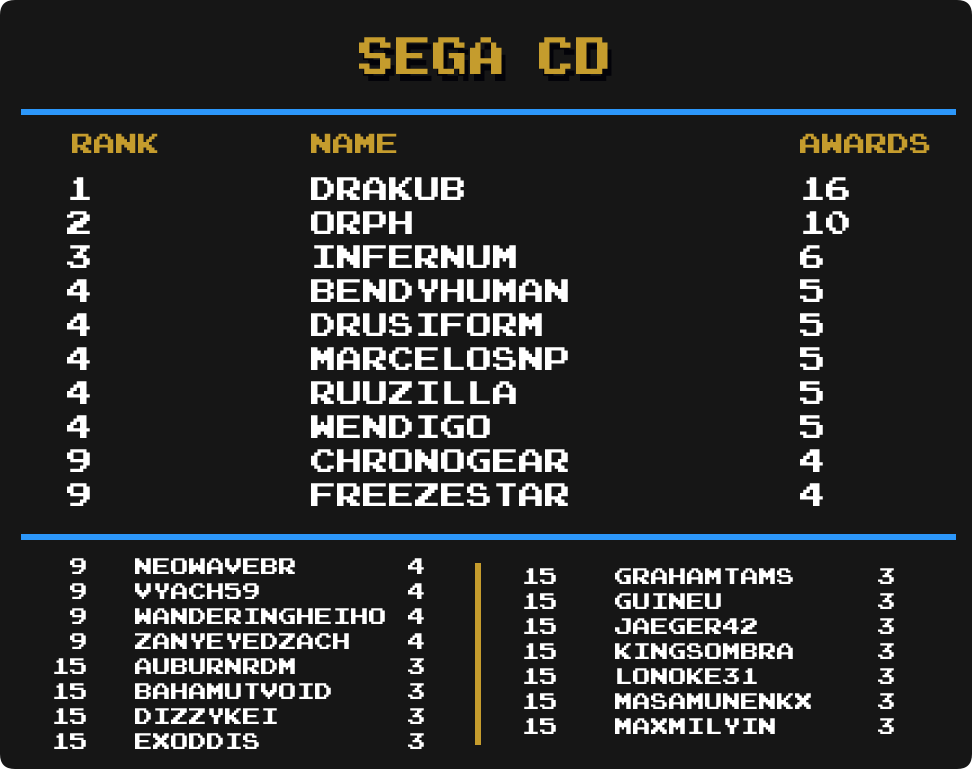 SEGA CD
RANK NAME AWARDS
1 DRAKUB 16
2 ORPH 10
3 INFERNUM 6
4 BENDYHUMAN 5
4 DRUSIFORM 5
4 MARCELOSNP 5
4 RUUZILLA 5
4 WENDIGO 5
9 CHRONOGEAR 4
9 FREEZESTAR 4
9 NEOWAVEBR 4
9 VYACH59 4
9 WANDERINGHEIHO 4
9 ZANYEYEDZACH 4
15 AUBURNRDM 3
15 BAHAMUTVOID 3
15 DIZZYKEI 3
15 EXODDIS 3
15 GRAHAMTAMS 3
15 GUINEU 3
15 JAEGER42 3
15 KINGSOMBRA 3
15 LONOKE31 3
15 MASAMUNENKX 3
15 MAXMILYIN 3